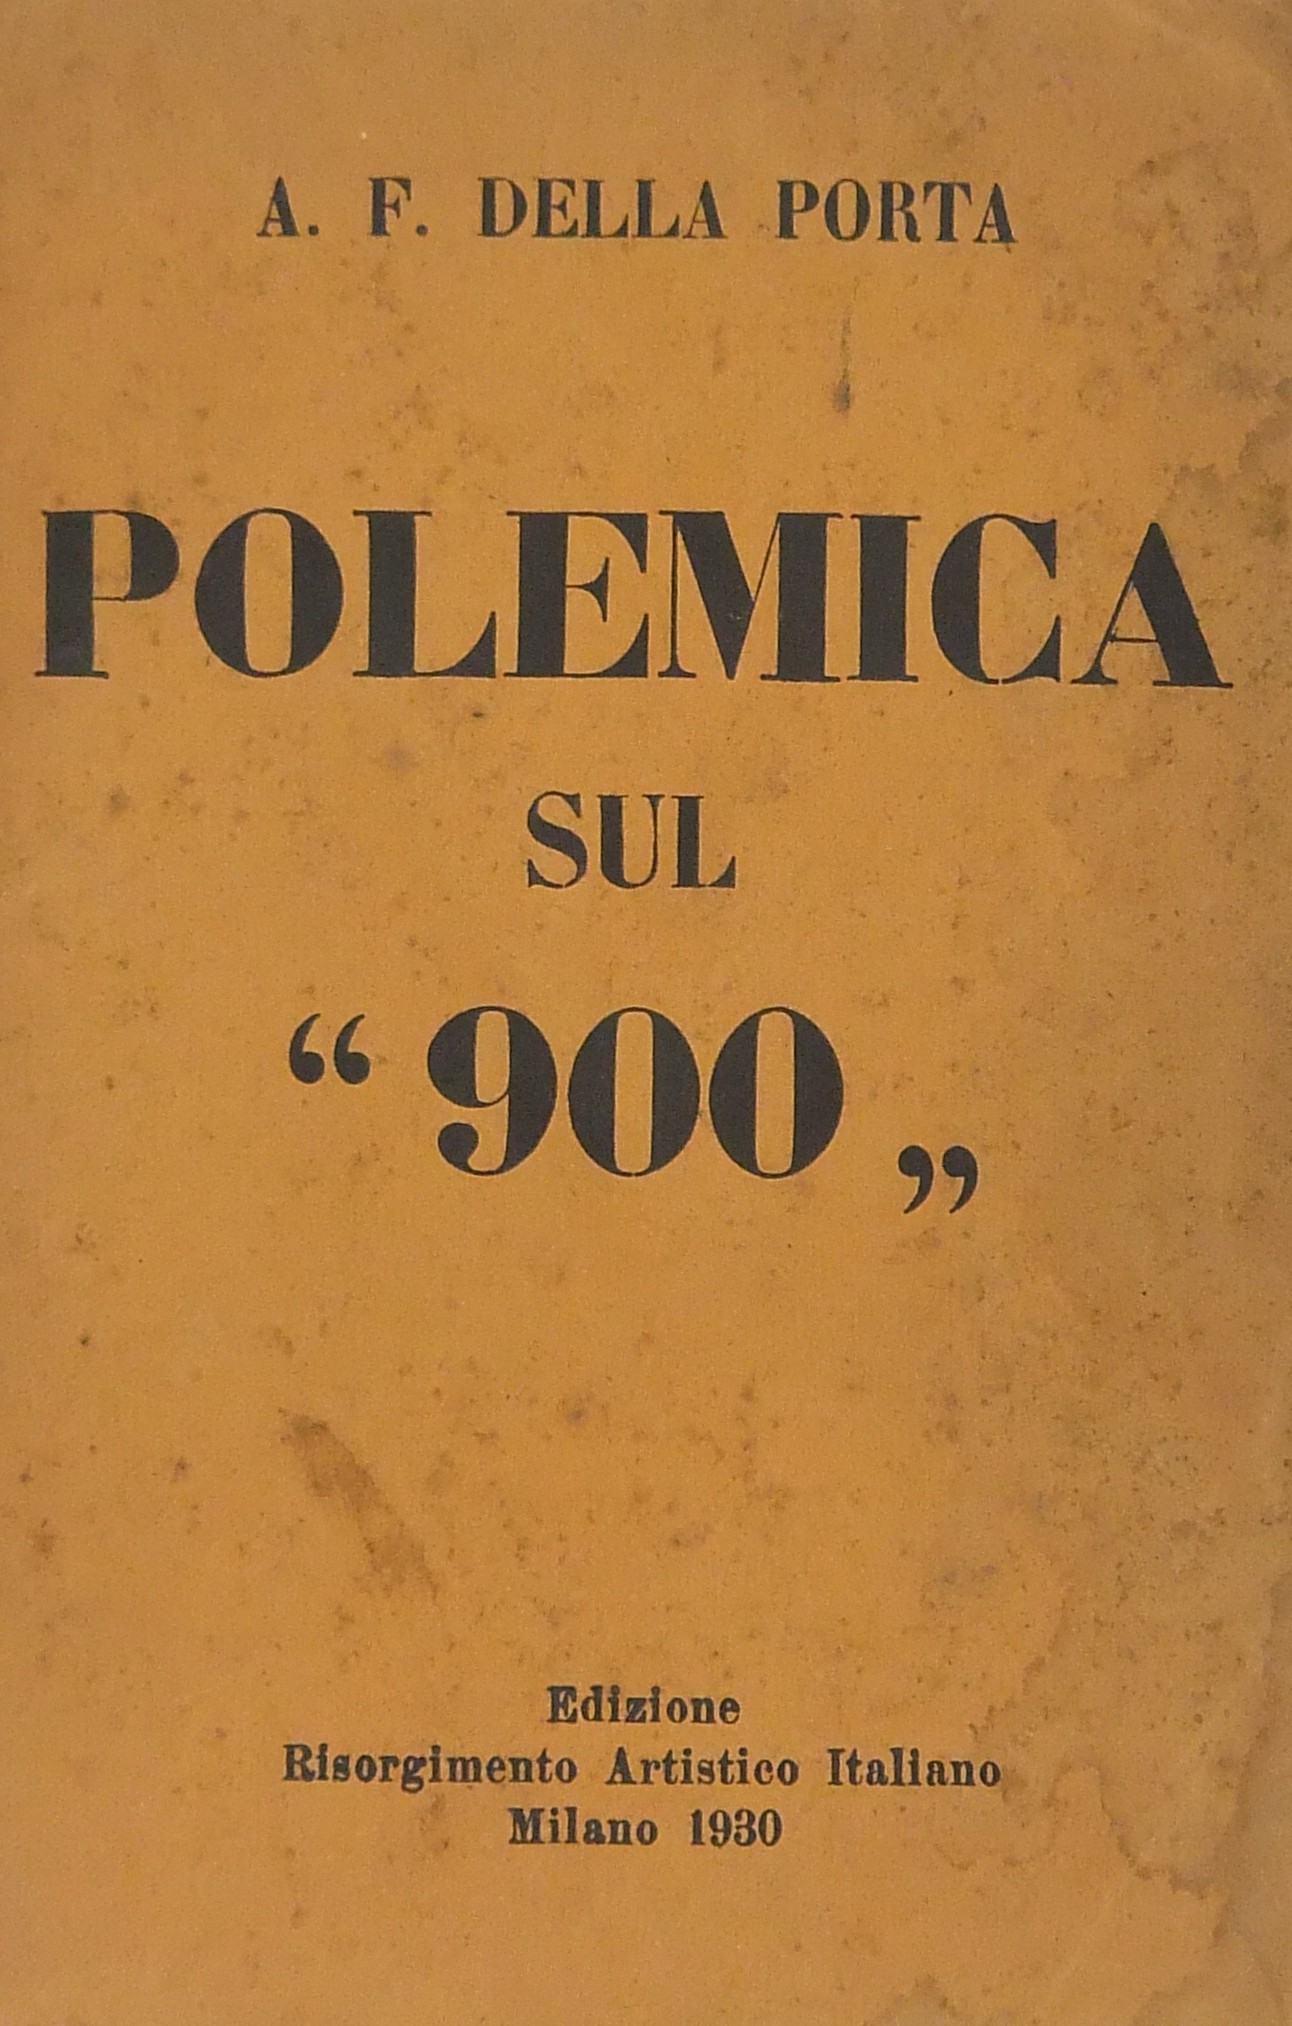 A. F. DELLA PORTA
POLEMICA
SUL
“ 900 „
Edizione
Risorgimento Artistico Italiano
Milano 1930